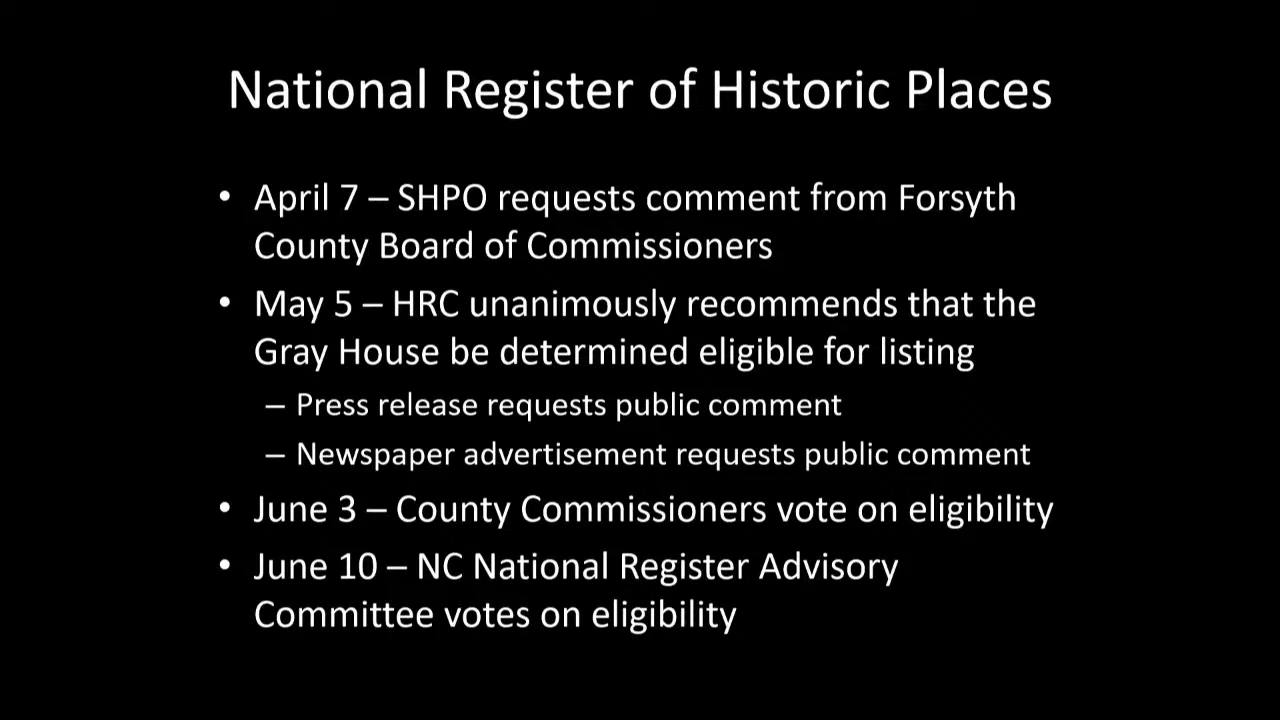 National Register of Historic Places
• April 7 – SHPO requests comment from Forsyth
County Board of Commissioners
• May 5 – HRC unanimously recommends that the
Gray House be determined eligible for listing
– Press release requests public comment
– Newspaper advertisement requests public comment
• June 3 – County Commissioners vote on eligibility
• June 10 – NC National Register Advisory
Committee votes on eligibility